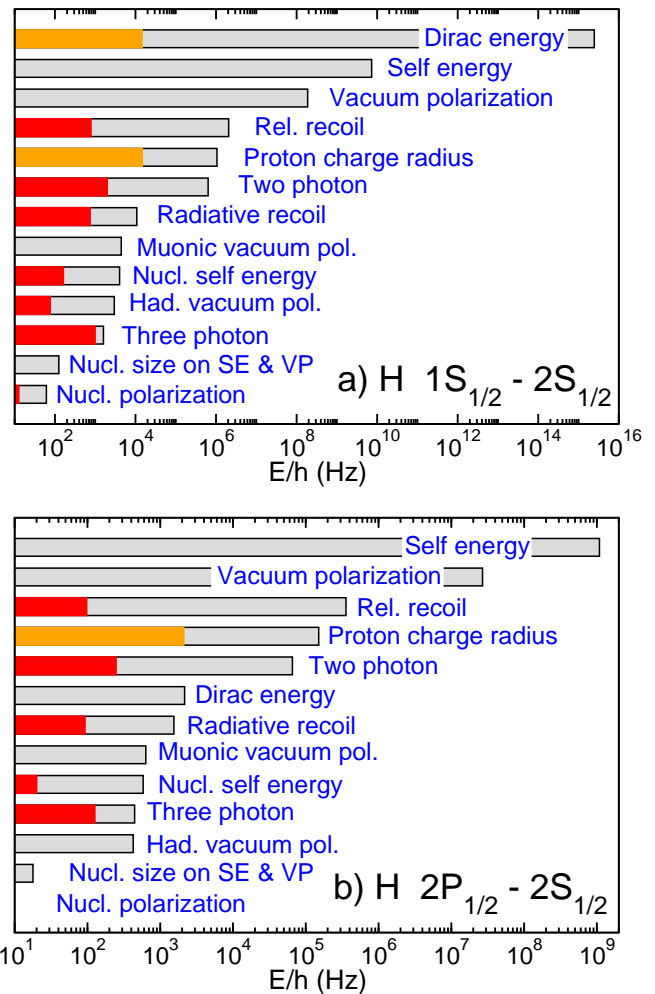 Dirac energy
Self energy
Vacuum polarization
Rel. recoil
Proton charge radius
Two photon
Radiative recoil
Muonic vacuum pol.
Nucl. self energy
Had. vacuum pol.
Three photon
Nucl. size on SE & VP
Nucl. polarization
a) H 1S1/2 - 2S1/2
10^2 10^4 10^6 10^8 10^10 10^12 10^14 10^16
E/h (Hz)
Self energy
Vacuum polarization
Rel. recoil
Proton charge radius
Two photon
Dirac energy
Radiative recoil
Muonic vacuum pol.
Nucl. self energy
Three photon
Had. vacuum pol.
Nucl. size on SE & VP
Nucl. polarization
b) H 2P1/2 - 2S1/2
10^1 10^2 10^3 10^4 10^5 10^6 10^7 10^8 10^9
E/h (Hz)